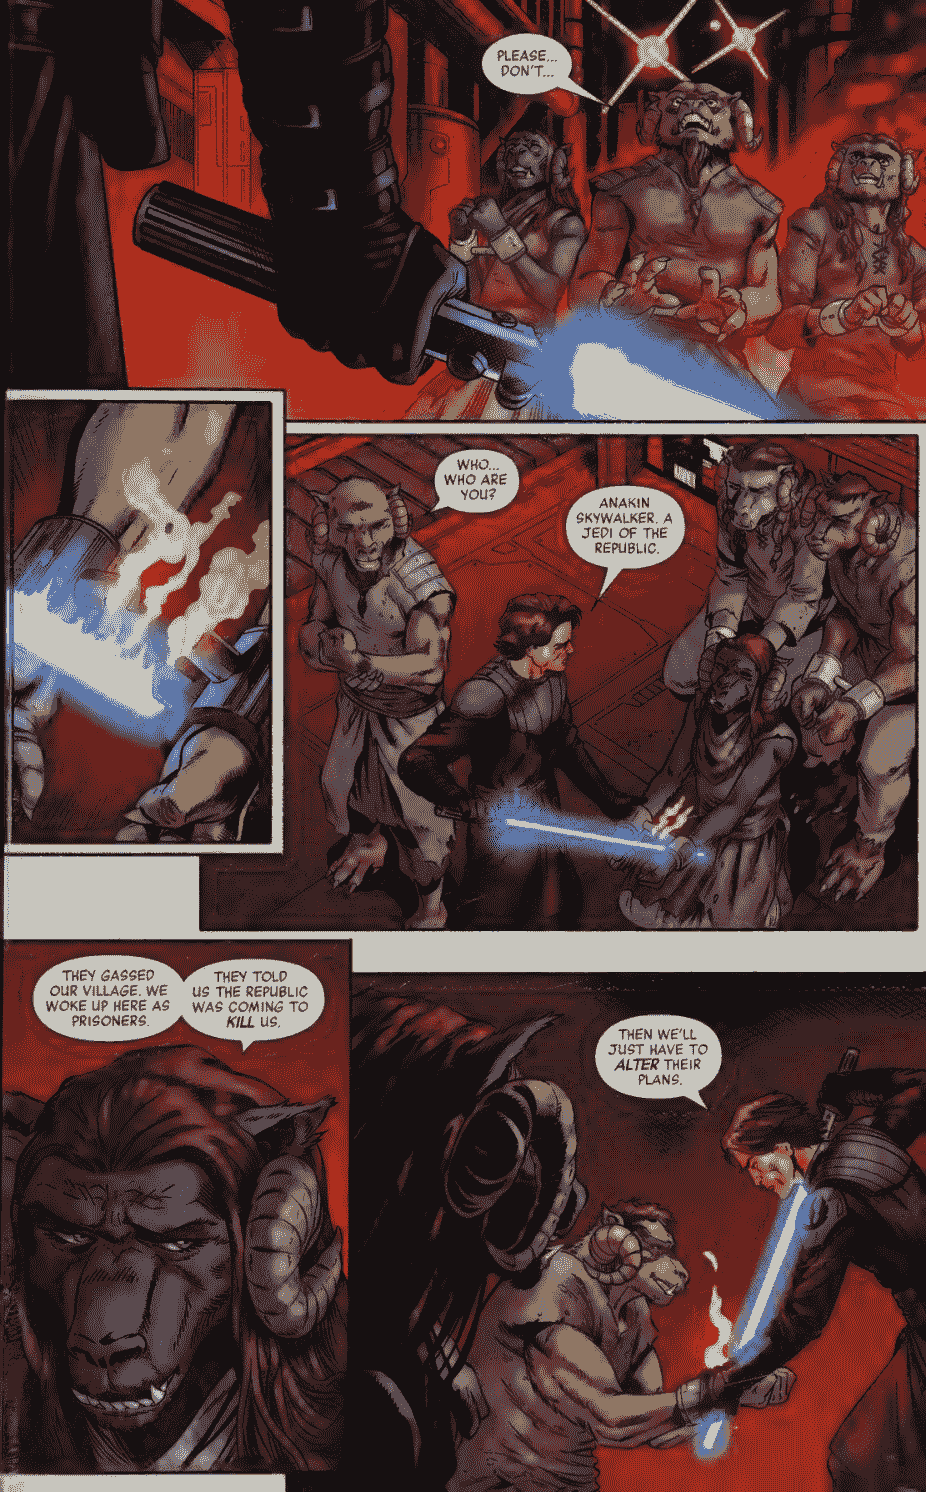 PLEASE...
DON'T...
WHO...
WHO ARE
YOU?
ANAKIN
SKYWALKER. A
JEDI OF THE
REPUBLIC.
THEY GASSED
OUR VILLAGE. WE
WOKE UP HERE AS
PRISONERS.
THEY TOLD
US THE REPUBLIC
WAS COMING TO
KILL US.
THEN WE'LL
JUST HAVE TO
ALTER THEIR
PLANS.